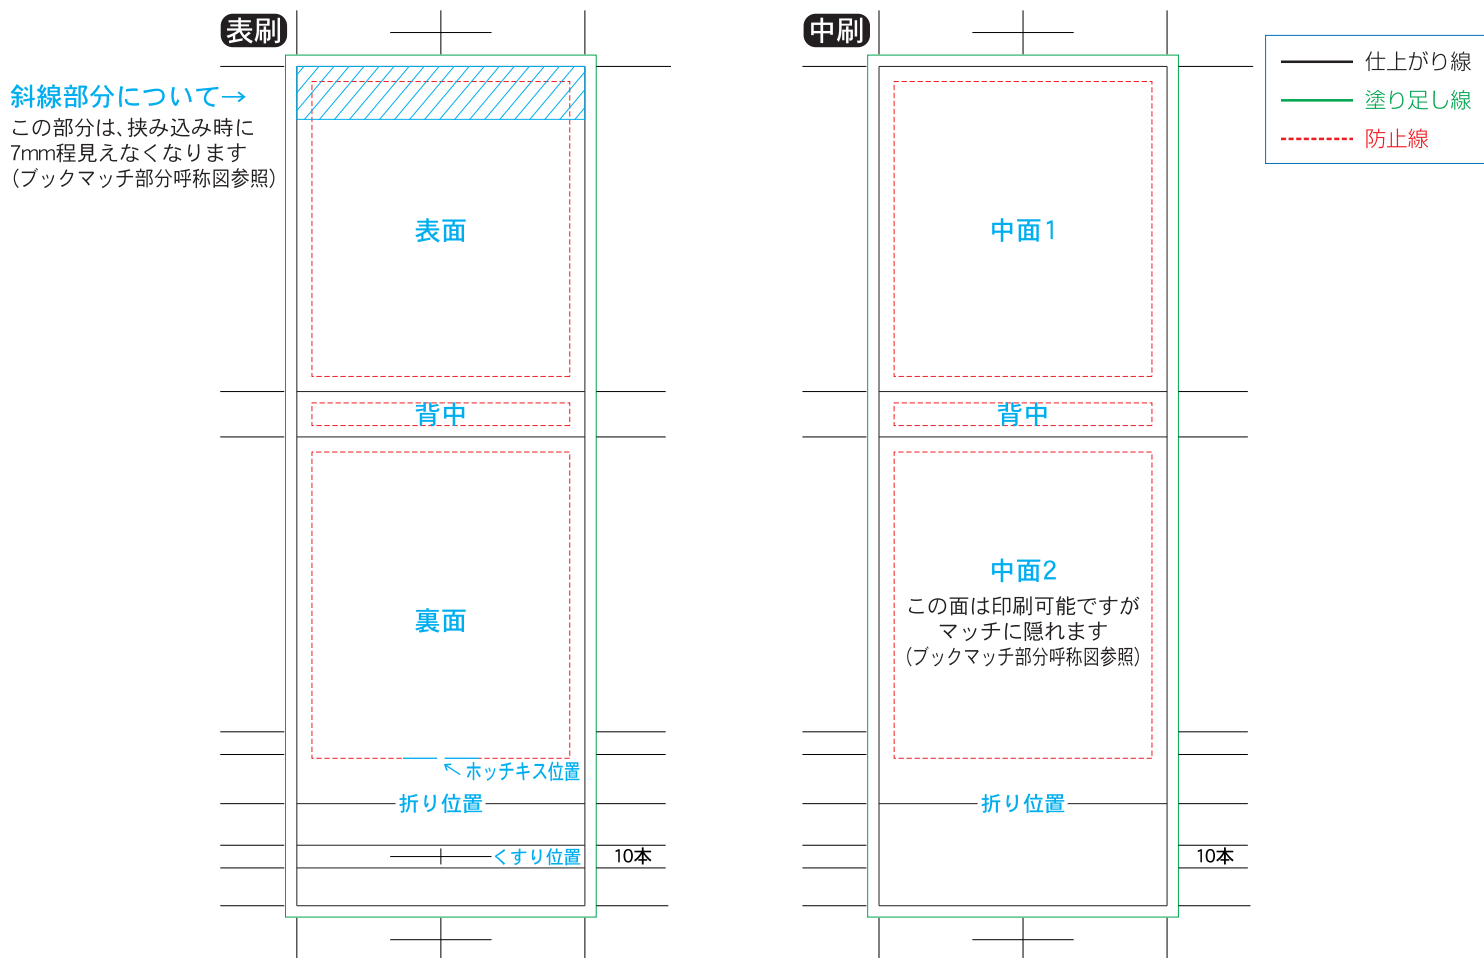 表刷
斜線部分について→
この部分は、挟み込み時に
7mm程見えなくなります
（ブックマッチ部分呼称図参照）
表面
背中
裏面
ホッチキス位置
折り位置
くすり位置
10本
中刷
中面1
背中
中面2
この面は印刷可能ですが
マッチに隠れます
（ブックマッチ部分呼称図参照）
折り位置
10本
仕上がり線
塗り足し線
防止線